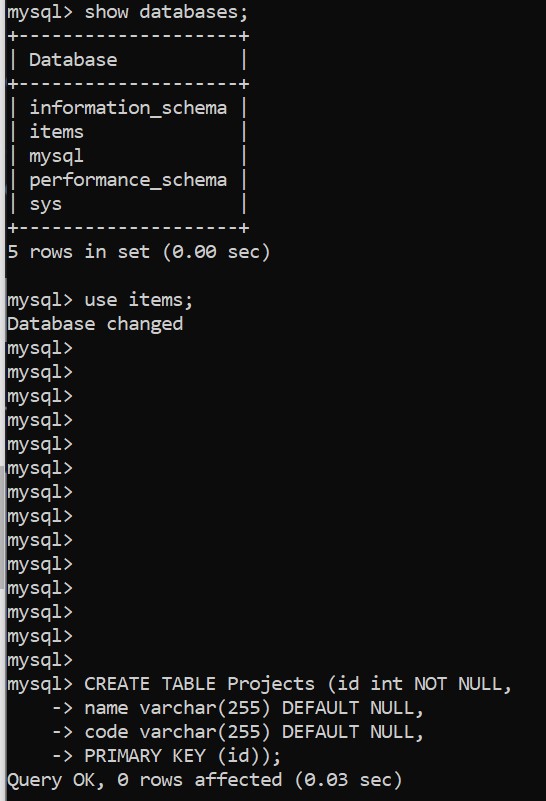 mysql> show databases;
+--------------------+
| Database           |
+--------------------+
| information_schema |
| items              |
| mysql              |
| performance_schema |
| sys                |
+--------------------+
5 rows in set (0.00 sec)
mysql> use items;
Database changed
mysql>
mysql>
mysql>
mysql>
mysql>
mysql>
mysql>
mysql>
mysql>
mysql>
mysql>
mysql>
mysql>
mysql>
mysql> CREATE TABLE Projects (id int NOT NULL,
    -> name varchar(255) DEFAULT NULL,
    -> code varchar(255) DEFAULT NULL,
    -> PRIMARY KEY (id));
Query OK, 0 rows affected (0.03 sec)